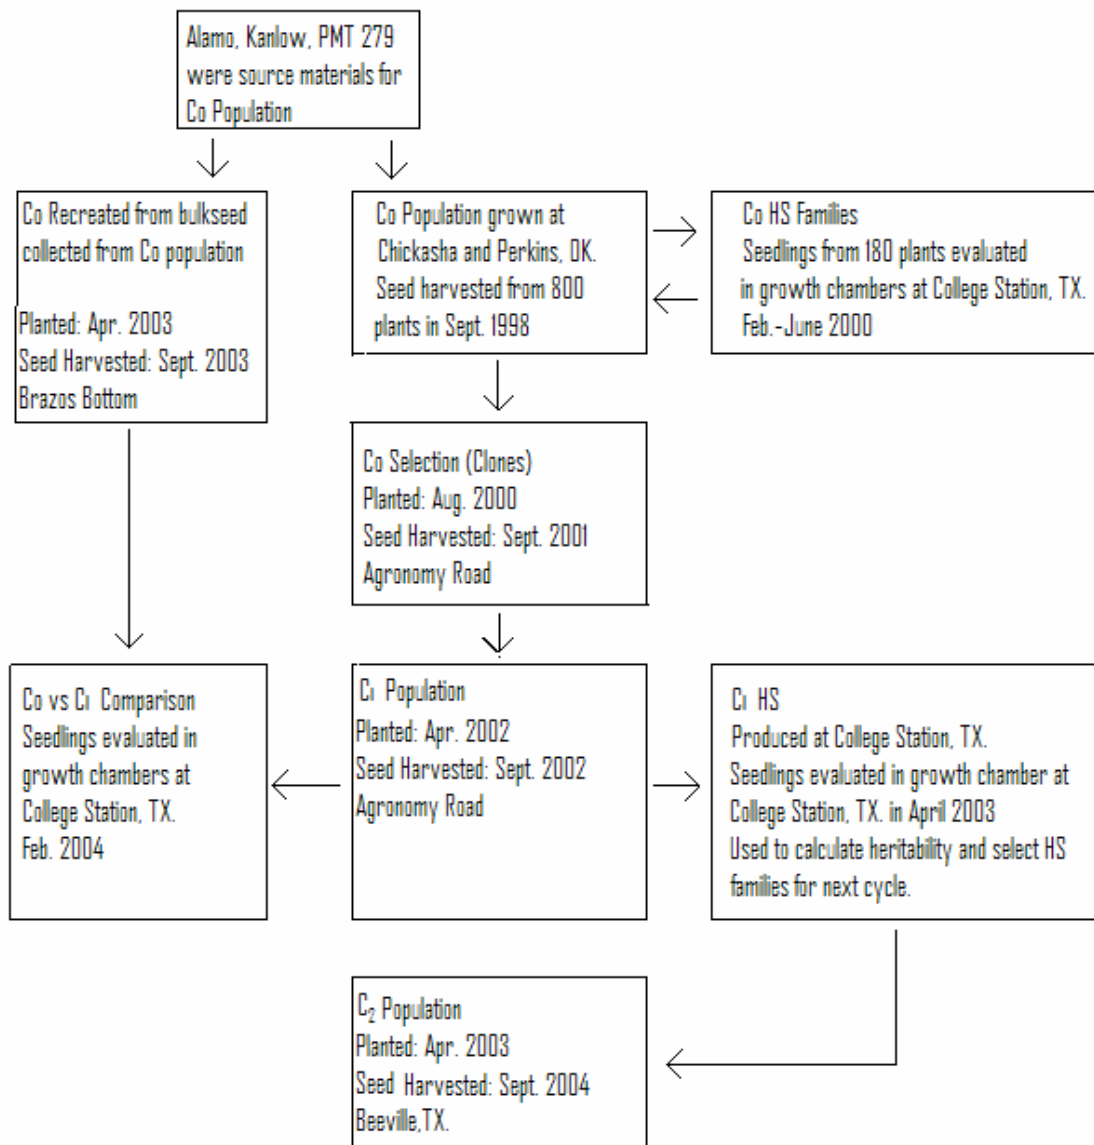 Alamo, Kanlow, PMT 279
were source materials for
Co Population
Co Recreated from bulkseed
collected from Co population
Planted: Apr. 2003
Seed Harvested: Sept. 2003
Brazos Bottom
Co Population grown at
Chickasha and Perkins, OK.
Seed harvested from 800
plants in Sept. 1998
Co HS Families
Seedlings from 180 plants evaluated
in growth chambers at College Station, TX.
Feb.-June 2000
Co Selection (Clones)
Planted: Aug. 2000
Seed Harvested: Sept. 2001
Agronomy Road
Co vs C1 Comparison
Seedlings evaluated in
growth chambers at
College Station, TX.
Feb. 2004
C1 Population
Planted: Apr. 2002
Seed Harvested: Sept. 2002
Agronomy Road
C1 HS
Produced at College Station, TX.
Seedlings evaluated in growth chamber at
College Station, TX. in April 2003
Used to calculate heritability and select HS
families for next cycle.
C₂ Population
Planted: Apr. 2003
Seed Harvested: Sept. 2004
Beeville,TX.